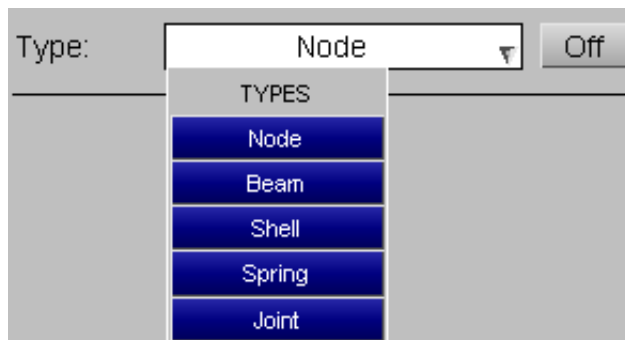 Type: Node Off
TYPES
Node
Beam
Shell
Spring
Joint